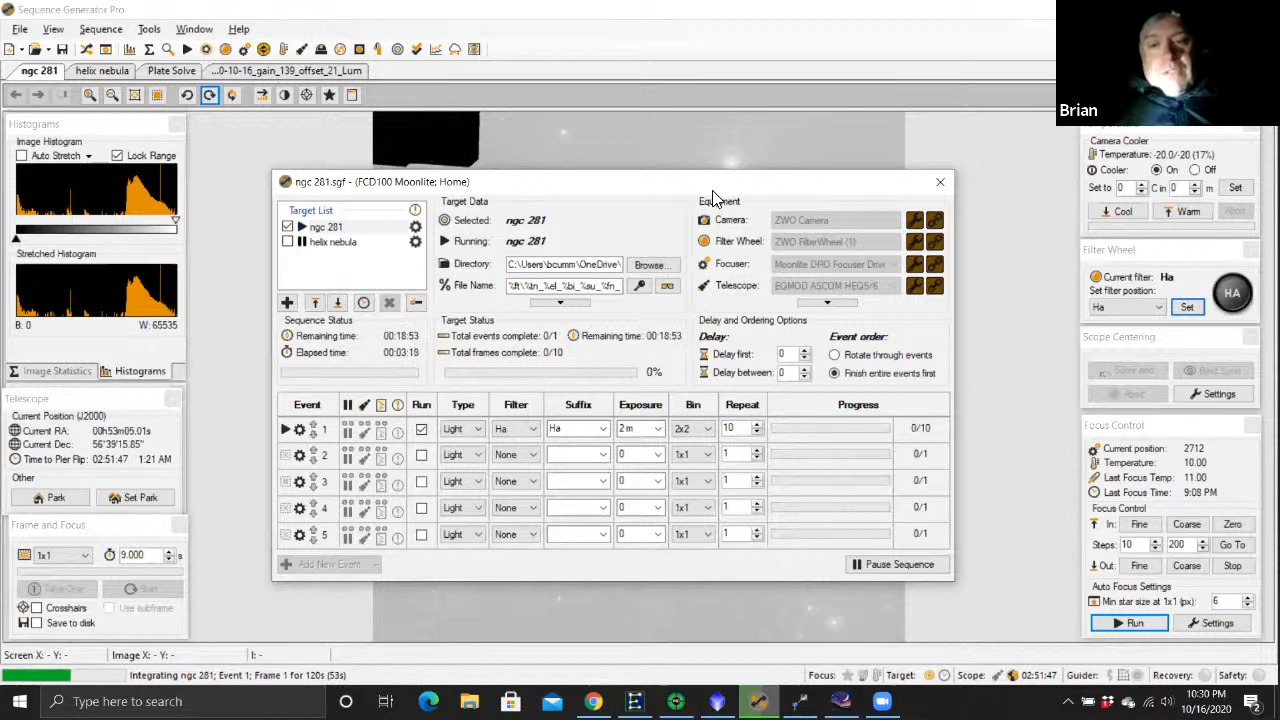 Sequence Generator Pro
File View Sequence Tools Window Help
ngc 281 helix nebula Plate Solve ...0-10-16_gain_139_offset_21_Lum
Brian
Histograms
Image Histogram
Auto Stretch Lock Range
Stretched Histogram
B: 0 W: 65535
Image Statistics Histograms
Telescope
Current Position (J2000)
Current RA: 00h53m05.01s
Current Dec: 56°39'15.85"
Time to Pier Flip: 02:51:47 1:21 AM
Other
Park Set Park
Frame and Focus
1x1 9.000 s
Take One Start
Crosshairs Use subframe
Save to disk
ngc 281.sgf - (FCD100 Moonlite; Home)
Target List
ngc 281
helix nebula
Target Data
Selected: ngc 281
Running: ngc 281
Directory: C:\Users\bcumm\OneDrive\ Browse...
File Name: %ft\%tn_%el_%bi_%su_%fn_
Equipment
Camera: ZWO Camera
Filter Wheel: ZWO FilterWheel (1)
Focuser: Moonlite DRO Focuser Drivr
Telescope: EQMOD ASCOM HEQ5/6
Sequence Status
Remaining time: 00:18:53
Elapsed time: 00:03:19
Target Status
Total events complete: 0/1 Remaining time: 00:18:53
Total frames complete: 0/10
0%
Delay and Ordering Options
Delay: Event order:
Delay first: 0 Rotate through events
Delay between: 0 Finish entire events first
Event Run Type Filter Suffix Exposure Bin Repeat Progress
1 Light Ha Ha 2 m 2x2 10 0/10
2 Light None 0 1x1 1 0/1
3 Light None 0 1x1 1 0/1
4 Light None 0 1x1 1 0/1
5 Light None 0 1x1 1 0/1
Add New Event Pause Sequence
Camera Cooler
Temperature: -20.0/-20 (17%)
Cooler: On Off
Set to 0 C in 0 m Set
Cool Warm Abort
Filter Wheel
Current filter: Ha
Set filter position:
Ha Set HA
Scope Centering
Solve and Blind Sync
Abort Settings
Focus Control
Current position: 2712
Temperature: 10.00
Last Focus Temp: 11.00
Last Focus Time: 9:08 PM
Focus Control
In: Fine Coarse Zero
Steps: 10 200 Go To
Out: Fine Coarse Stop
Auto Focus Settings
Min star size at 1x1 (px): 6
Run Settings
Screen X: - Y: - Image X: - Y: - I: -
Integrating ngc 281; Event 1; Frame 1 for 120s (53s) Focus: Target: Scope: 02:51:47 Guider: Recovery: Safety:
Type here to search
10:30 PM
10/16/2020
2